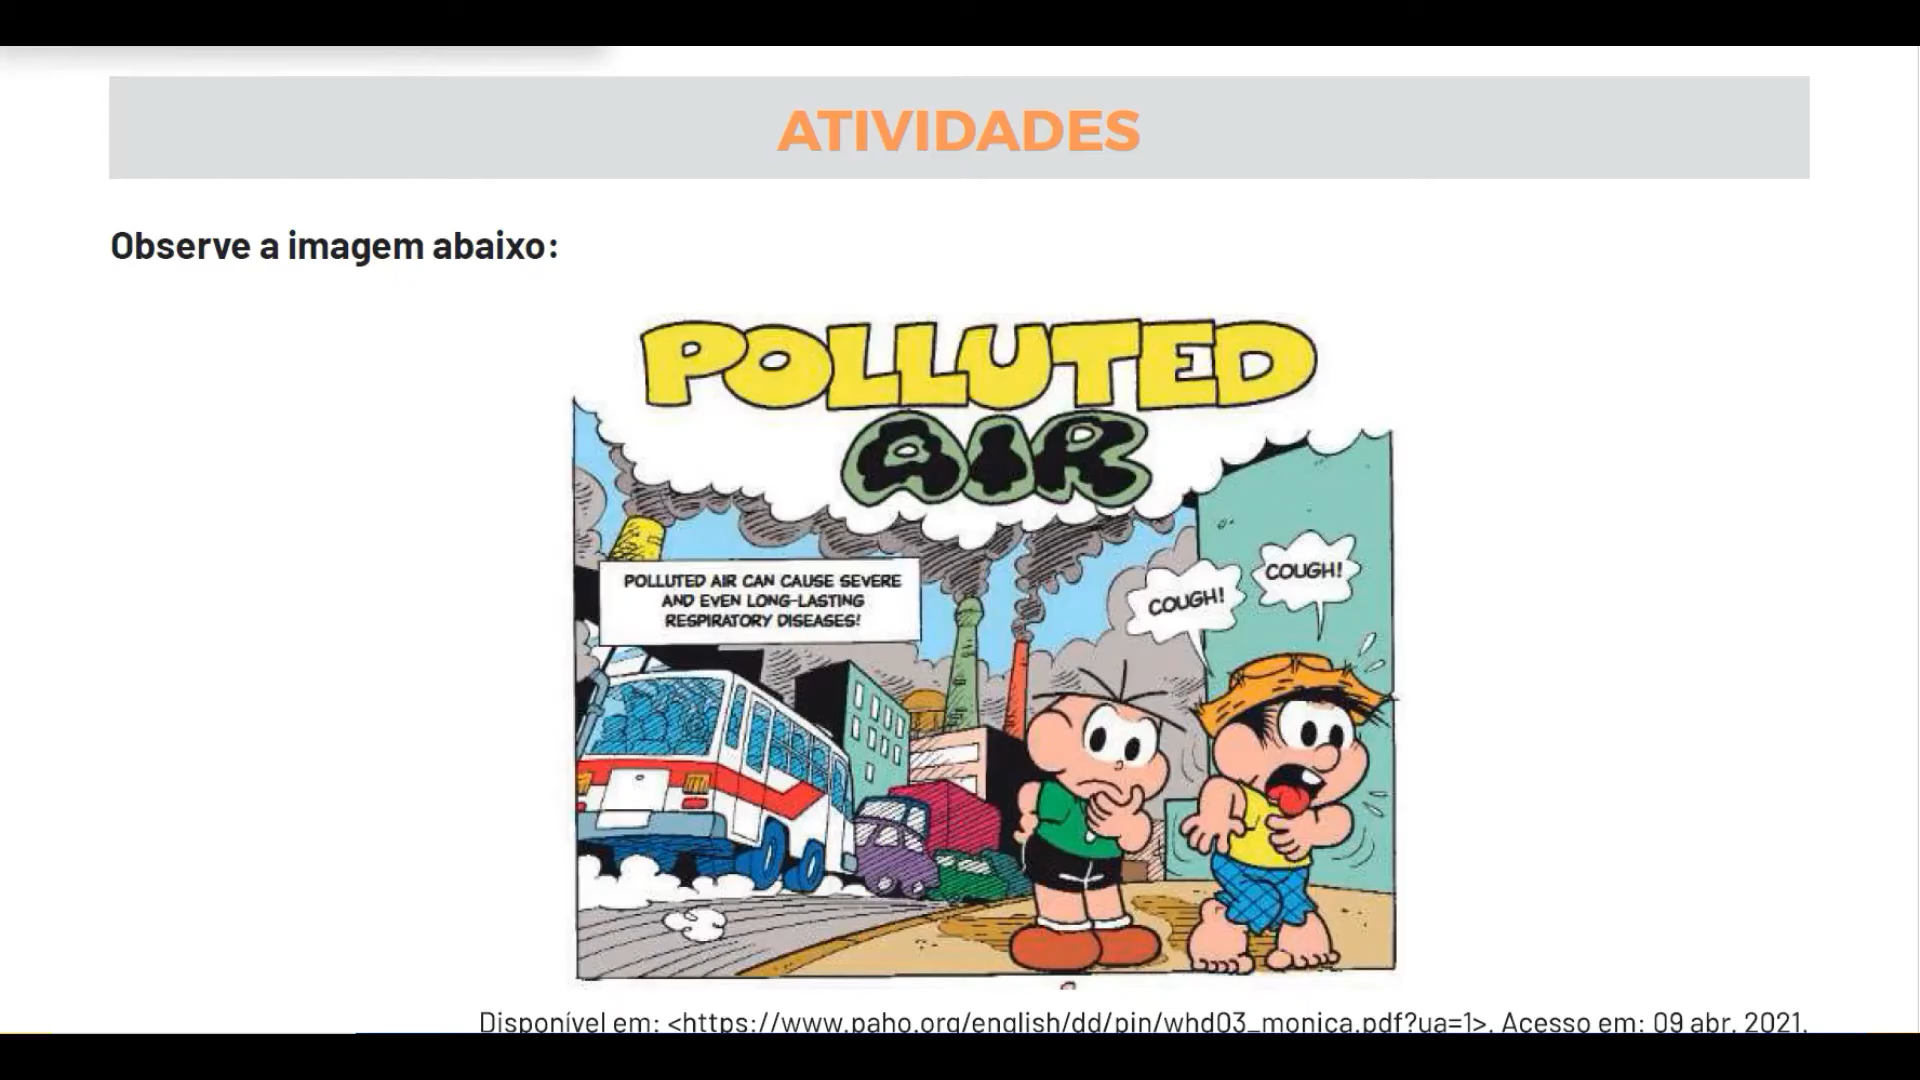 ATIVIDADES
Observe a imagem abaixo:
POLLUTED
AIR
POLLUTED AIR CAN CAUSE SEVERE
AND EVEN LONG-LASTING
RESPIRATORY DISEASES!
COUGH!
COUGH!
Disponível em: <https://www.paho.org/english/dd/pin/whd03_monica.pdf?ua=1>. Acesso em: 09 abr. 2021.